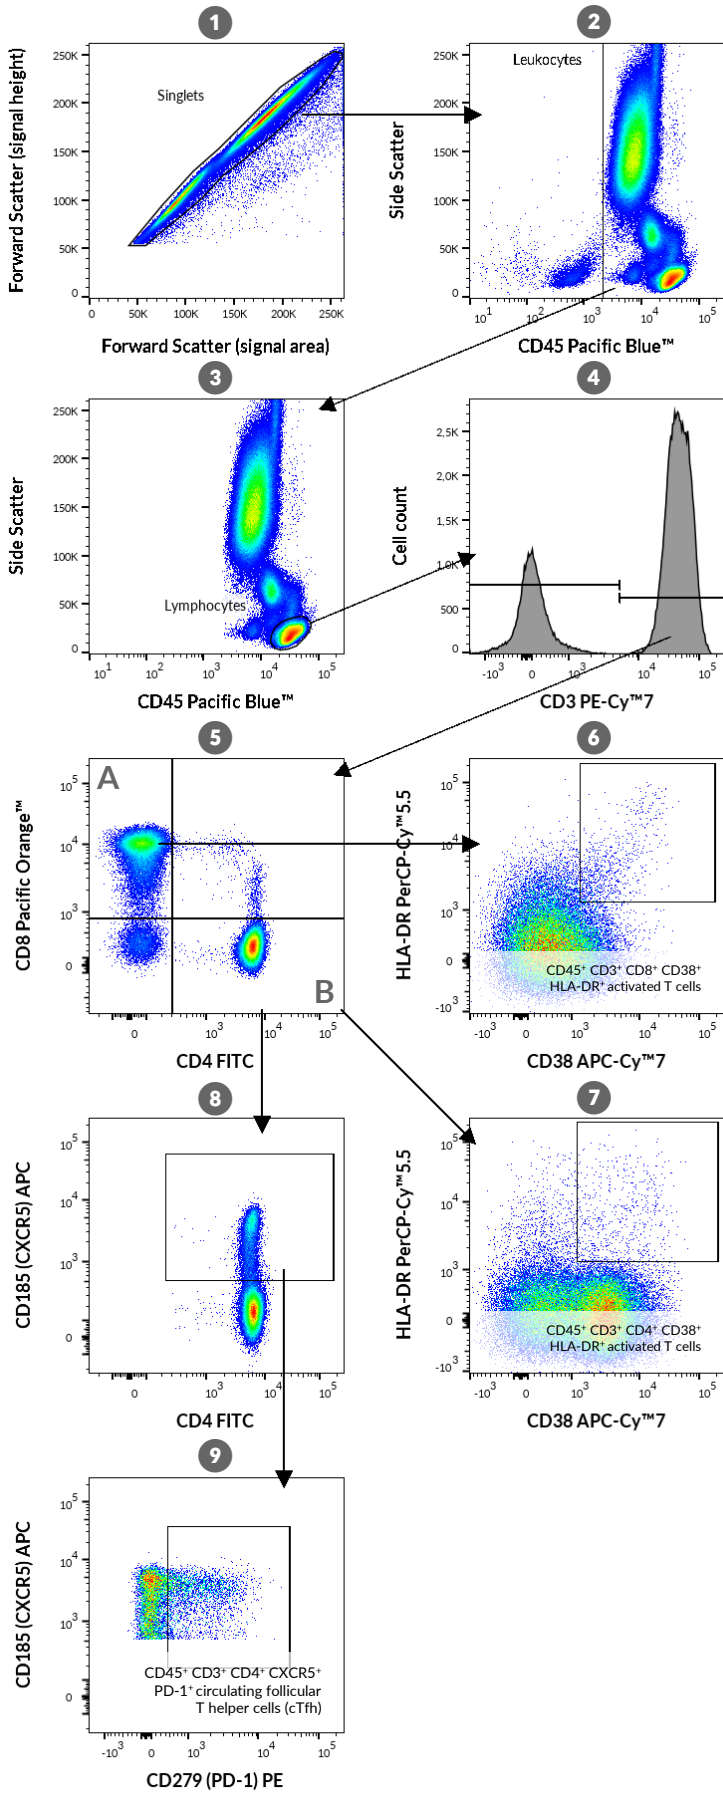 1
Forward Scatter (signal height)
250K
200K
150K
100K
50K
0
Singlets
0 50K 100K 150K 200K 250K
Forward Scatter (signal area)
2
Side Scatter
250K
200K
150K
100K
50K
0
Leukocytes
10¹ 10² 10³ 10⁴ 10⁵
CD45 Pacific Blue™
3
Side Scatter
250K
200K
150K
100K
50K
0
Lymphocytes
10¹ 10² 10³ 10⁴ 10⁵
CD45 Pacific Blue™
4
Cell count
2,5K
2,0K
1,5K
1,0K
500
0
-10³ 0 10³ 10⁴ 10⁵
CD3 PE-Cy™7
5
CD8 Pacific Orange™
10⁵
10⁴
10³
0
A
B
0 10³ 10⁴ 10⁵
CD4 FITC
6
HLA-DR PerCP-Cy™5.5
10⁵
10⁴
10³
0
-10³
CD45⁺ CD3⁺ CD8⁺ CD38⁺
HLA-DR⁺ activated T cells
-10³ 0 10³ 10⁴ 10⁵
CD38 APC-Cy™7
8
CD185 (CXCR5) APC
10⁵
10⁴
10³
0
0 10³ 10⁴ 10⁵
CD4 FITC
7
HLA-DR PerCP-Cy™5.5
10⁵
10⁴
10³
0
-10³
CD45⁺ CD3⁺ CD4⁺ CD38⁺
HLA-DR⁺ activated T cells
-10³ 0 10³ 10⁴ 10⁵
CD38 APC-Cy™7
9
CD185 (CXCR5) APC
10⁵
10⁴
10³
0
CD45⁺ CD3⁺ CD4⁺ CXCR5⁺
PD-1⁺ circulating follicular
T helper cells (cTfh)
-10³ 0 10³ 10⁴ 10⁵
CD279 (PD-1) PE